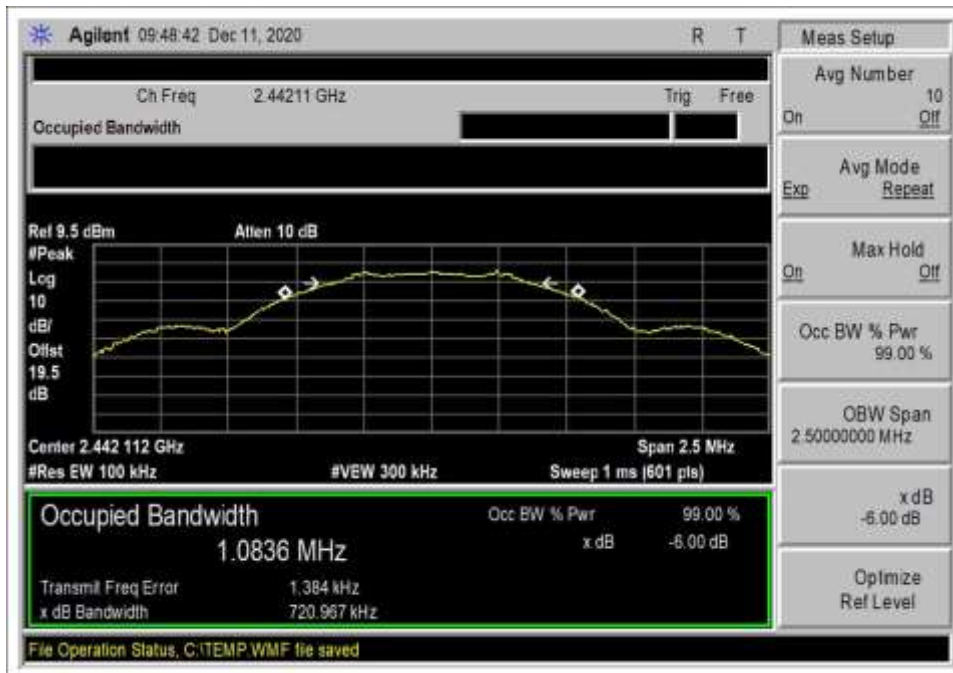 Agilent 09:48:42 Dec 11, 2020 R T
Ch Freq 2.44211 GHz Trig Free
Occupied Bandwidth
Ref 9.5 dBm Atten 10 dB
#Peak
Log
10
dB/
Offst
19.5
dB
Center 2.442 112 GHz Span 2.5 MHz
#Res BW 100 kHz #VBW 300 kHz Sweep 1 ms (601 pts)
Occupied Bandwidth Occ BW % Pwr 99.00 %
1.0836 MHz x dB -6.00 dB
Transmit Freq Error 1.384 kHz
x dB Bandwidth 720.967 kHz
File Operation Status, C:\TEMP.WMF file saved
Meas Setup
Avg Number
10
On Off
Avg Mode
Exp Repeat
Max Hold
On Off
Occ BW % Pwr
99.00 %
OBW Span
2.50000000 MHz
x dB
-6.00 dB
Optimize
Ref Level